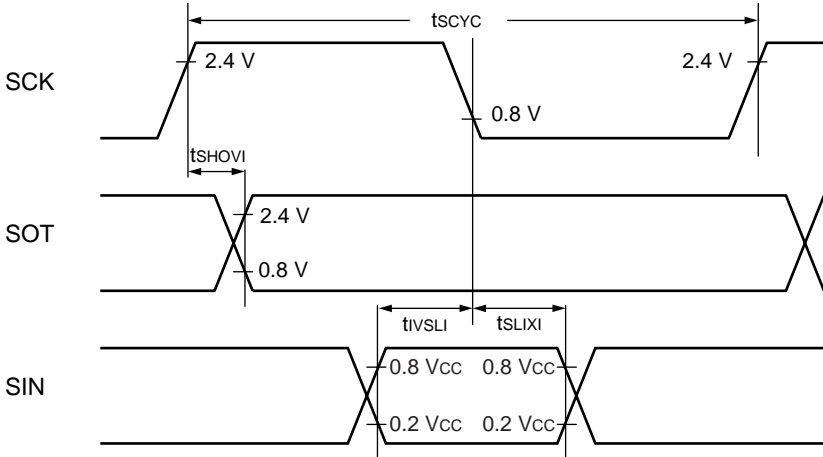 tSCYC
SCK
2.4 V
2.4 V
0.8 V
tSHOVI
SOT
2.4 V
0.8 V
tIVSLI
tSLIXI
SIN
0.8 VCC
0.8 VCC
0.2 VCC
0.2 VCC